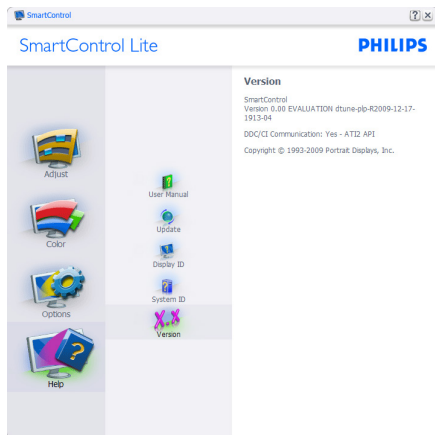 SmartControl
SmartControl Lite
PHILIPS
Adjust
Color
Options
Help
User Manual
Update
Display ID
System ID
X.X
Version
Version
SmartControl
Version 0.00 EVALUATION dtune-plp-R2009-12-17-
1913-04
DDC/CI Communication: Yes - ATI2 API
Copyright © 1993-2009 Portrait Displays, Inc.